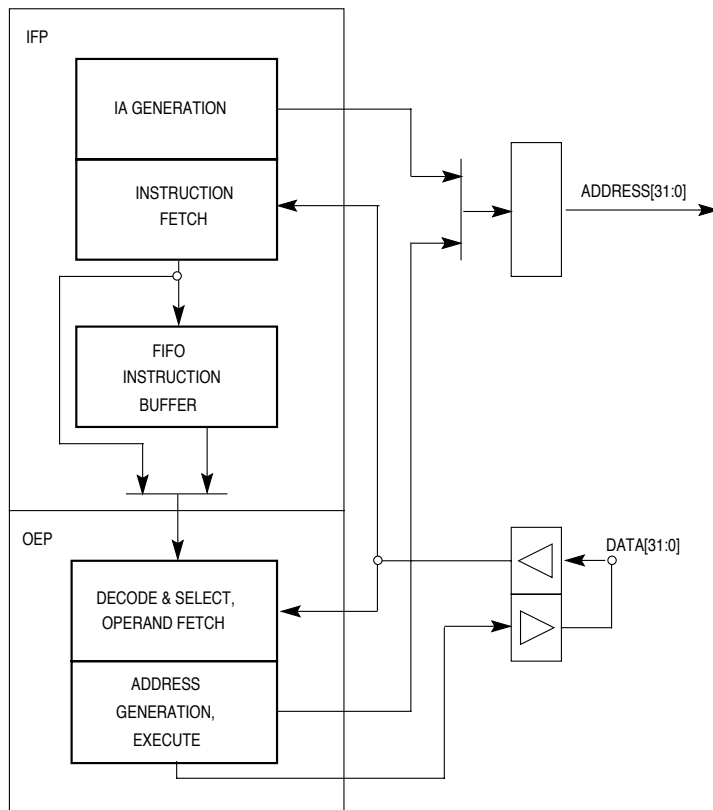 IFP
IA GENERATION
INSTRUCTION
FETCH
ADDRESS[31:0]
FIFO
INSTRUCTION
BUFFER
OEP
DATA[31:0]
DECODE & SELECT,
OPERAND FETCH
ADDRESS
GENERATION,
EXECUTE